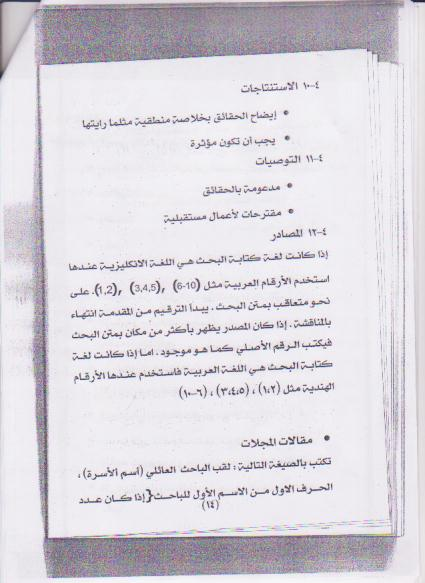 ٤-١٠ الاستنتاجات
• إيضاح الحقائق بخلاصة منطقية مثلما رايتها
• يجب ان تكون مؤثرة
٤-١١ التوصيات
• مدعومة بالحقائق
• مقترحات لأعمال مستقبلية
٤-١٢ المصادر
إذا كانت لغة كتابة البحث هي اللغة الانكليزية عندها
استخدم الأرقام العربية مثل (6-10) ,(3,4,5) ,(1,2). على
نحو متعاقب بمتن البحث. يبدأ الترقيم من المقدمة انتهاء
بالمناقشة. إذا كان المصدر يظهر بأكثر من مكان بمتن البحث
فيكتب الرقم الأصلي كما هو موجود. اما إذا كانت لغة
كتابة البحث هي اللغة العربية فاستخدم عندها الأرقام
الهندية مثل (١،٢) ، (٣،٤،٥) ، (٦-١٠)
• مقالات المجلات
تكتب بالصيغة التالية: لقب الباحث العائلي (أسم ألأسرة)،
الحرف الاول من الاسم الأول للباحث{إذا كان عدد
(١٤)